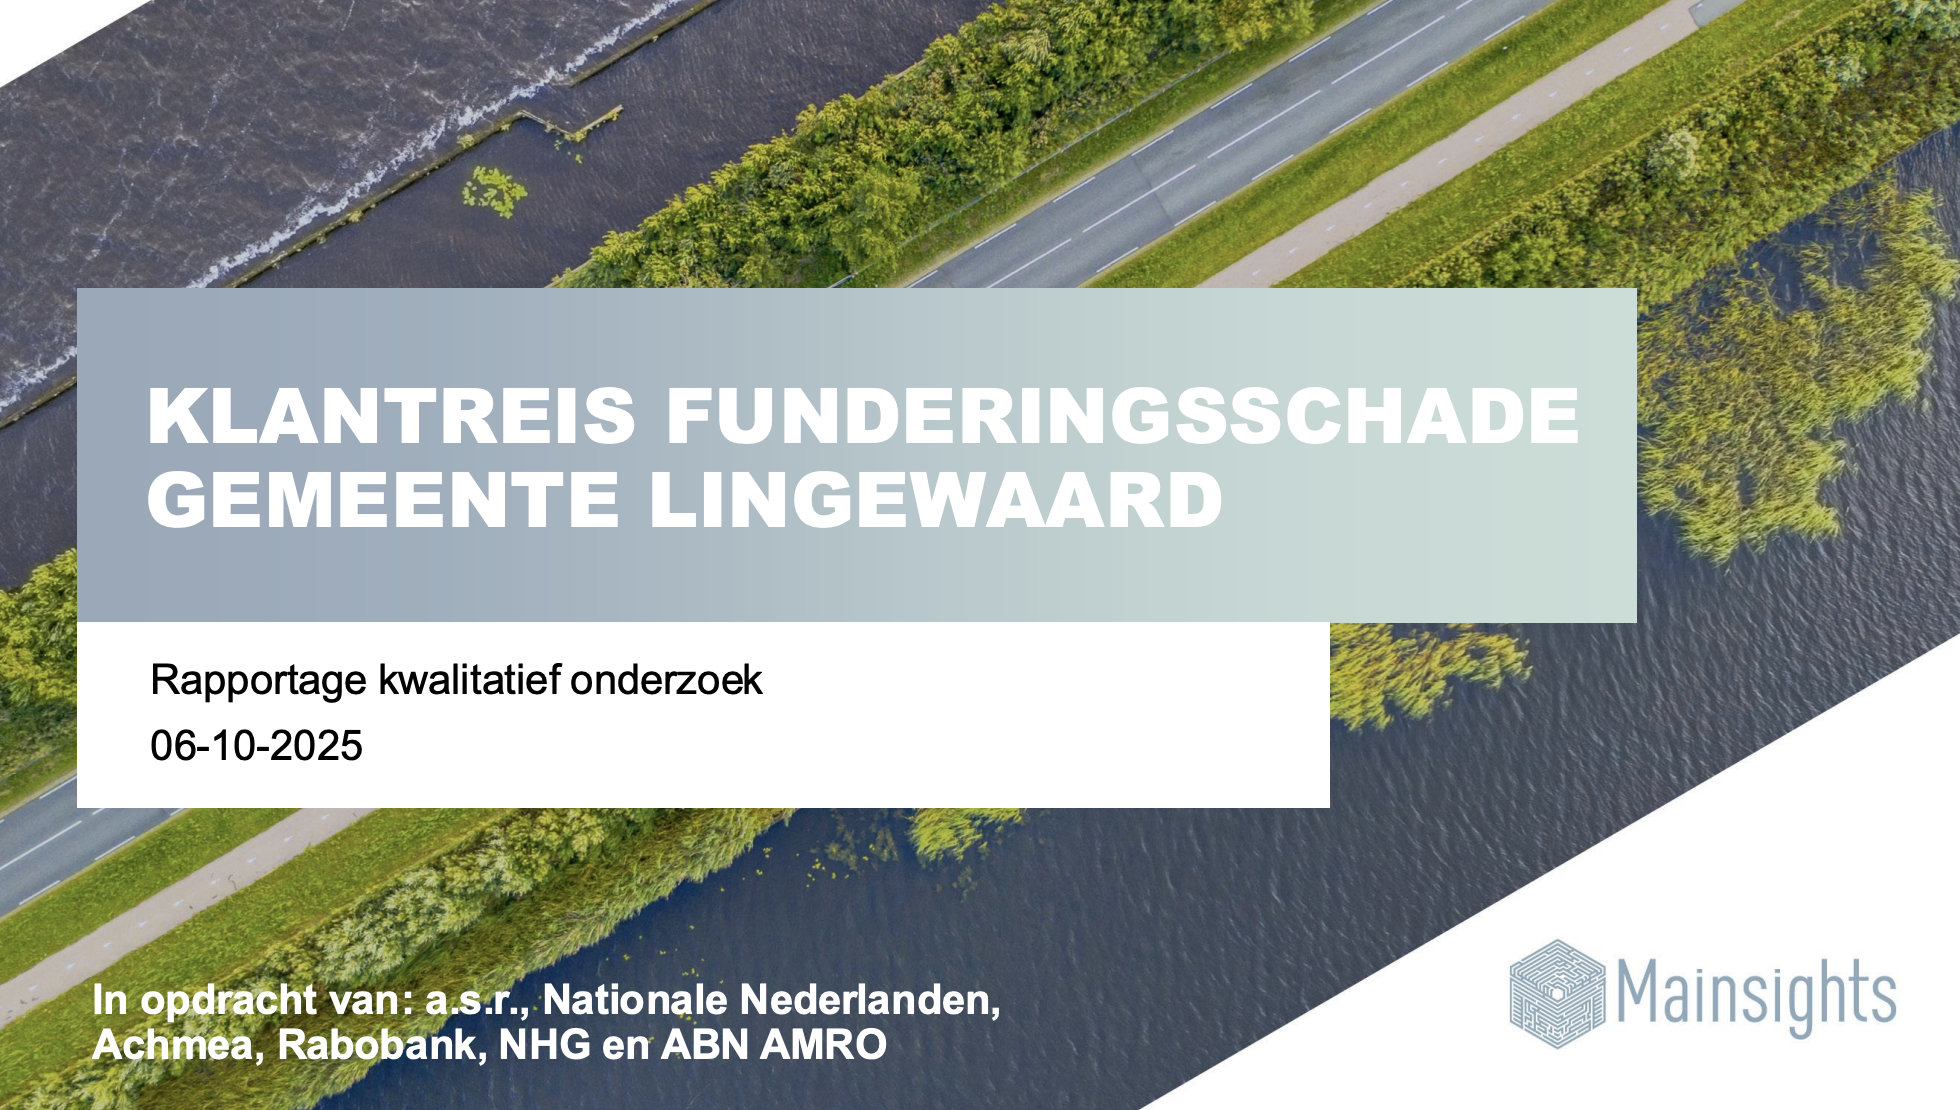 KLANTREIS FUNDERINGSSCHADE
GEMEENTE LINGEWAARD
Rapportage kwalitatief onderzoek
06-10-2025
In opdracht van: a.s.r., Nationale Nederlanden,
Achmea, Rabobank, NHG en ABN AMRO
Mainsights